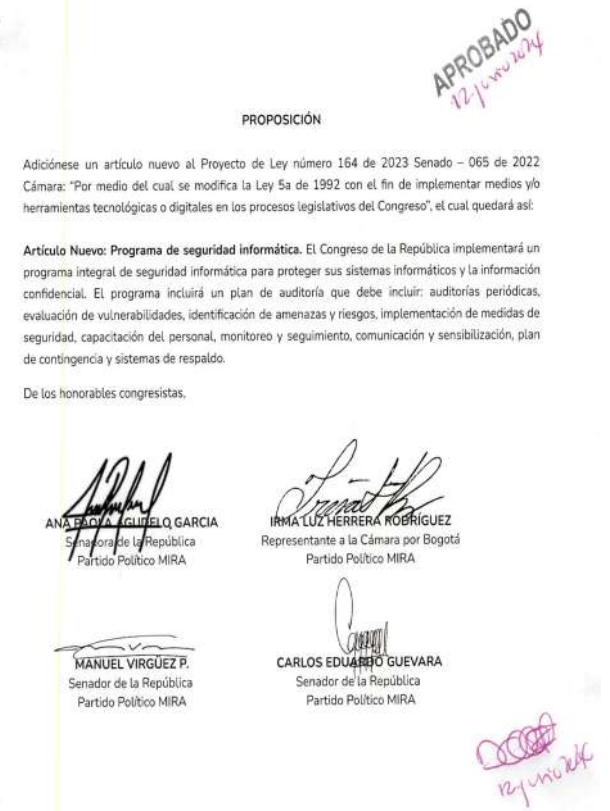 APROBADO
12 junio 2024
PROPOSICIÓN
Adiciónese un artículo nuevo al Proyecto de Ley número 164 de 2023 Senado – 065 de 2022
Cámara: “Por medio del cual se modifica la Ley 5a de 1992 con el fin de implementar medios y/o
herramientas tecnológicas o digitales en los procesos legislativos del Congreso”, el cual quedará así:
Artículo Nuevo: Programa de seguridad informática. El Congreso de la República implementará un
programa integral de seguridad informática para proteger sus sistemas informáticos y la información
confidencial. El programa incluirá un plan de auditoría que debe incluir: auditorías periódicas,
evaluación de vulnerabilidades, identificación de amenazas y riesgos, implementación de medidas de
seguridad, capacitación del personal, monitoreo y seguimiento, comunicación y sensibilización, plan
de contingencia y sistemas de respaldo.
De los honorables congresistas,
ANA PAOLA AGUDELO GARCIA
Senadora de la República
Partido Político MIRA
IRMA LUZ HERRERA RODRÍGUEZ
Representante a la Cámara por Bogotá
Partido Político MIRA
MANUEL VIRGÜEZ P.
Senador de la República
Partido Político MIRA
CARLOS EDUARDO GUEVARA
Senador de la República
Partido Político MIRA
12 junio 2024